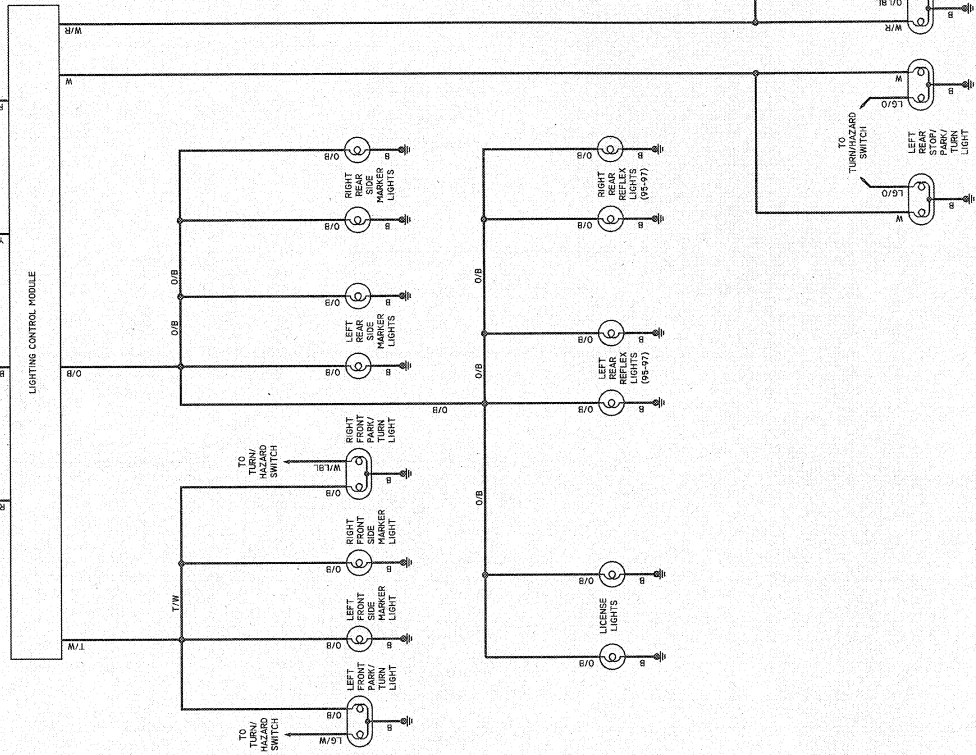 LIGHTING CONTROL MODULE
W/R
W
O/B
T/W
O/LBL
B
W/R
W
B
LG/O
TO
TURN/HAZARD
SWITCH
LEFT
REAR
STOP/
PARK/
TURN
LIGHT
LG/O
W
B
O/B
B
RIGHT
REAR
SIDE
MARKER
LIGHTS
O/B
B
O/B
O/B
O/B
B
LEFT
REAR
SIDE
MARKER
LIGHTS
O/B
B
O/B
B
RIGHT
REAR
REFLEX
LIGHTS
(95-97)
O/B
B
O/B
O/B
B
LEFT
REAR
REFLEX
LIGHTS
(95-97)
O/B
O/B
B
O/B
O/B
TO
TURN/
HAZARD
SWITCH
W/LBL
O/B
B
RIGHT
FRONT
PARK/
TURN
LIGHT
RIGHT
FRONT
SIDE
MARKER
LIGHT
O/B
B
T/W
LEFT
FRONT
SIDE
MARKER
LIGHT
O/B
B
LEFT
FRONT
PARK/
TURN
LIGHT
O/B
LG/W
B
TO
TURN/
HAZARD
SWITCH
O/B
B
LICENSE
LIGHTS
O/B
B